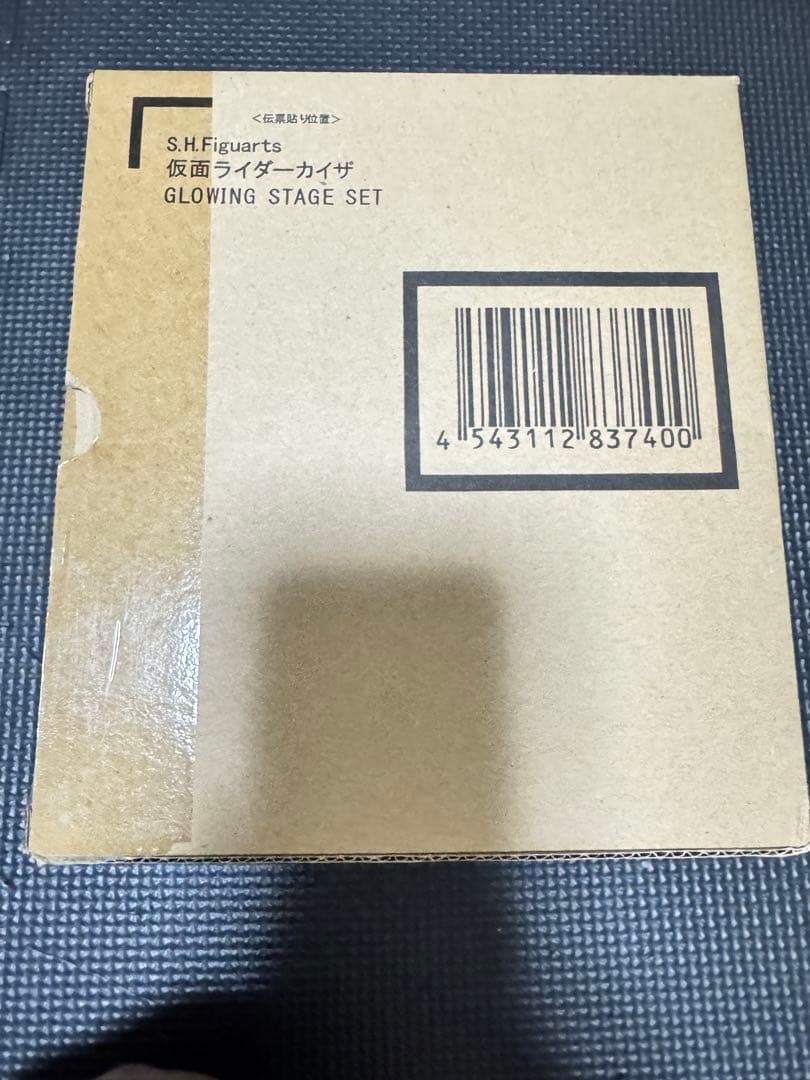 <伝票貼り位置>
S.H.Figuarts
仮面ライダーカイザ
GLOWING STAGE SET
4 543112 837400